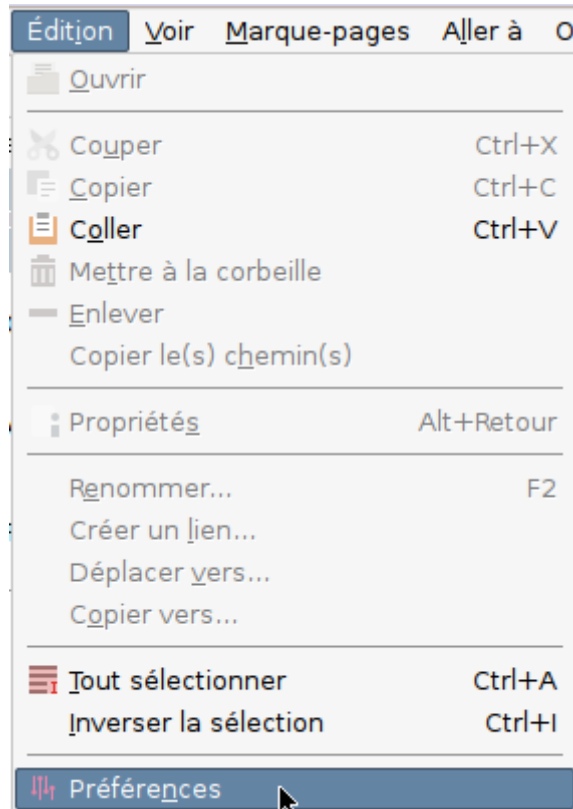 Édition Voir Marque-pages Aller à
Ouvrir
Couper Ctrl+X
Copier Ctrl+C
Coller Ctrl+V
Mettre à la corbeille
Enlever
Copier le(s) chemin(s)
Propriétés Alt+Retour
Renommer... F2
Créer un lien...
Déplacer vers...
Copier vers...
Tout sélectionner Ctrl+A
Inverser la sélection Ctrl+I
Préférences